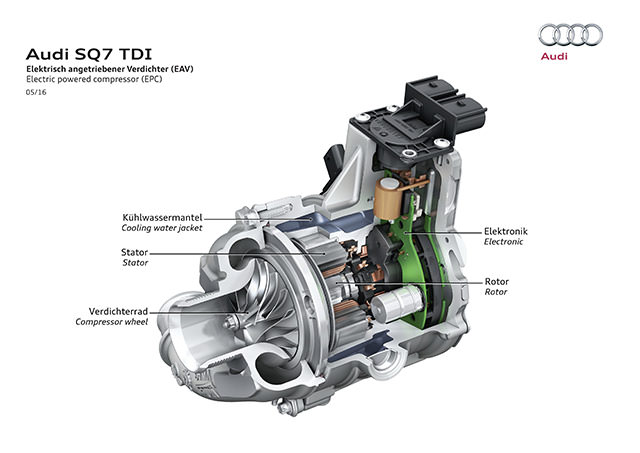 Audi SQ7 TDI
Elektrisch angetriebener Verdichter (EAV)
Electric powered compressor (EPC)
05/16
Audi
Kühlwassermantel
Cooling water jacket
Stator
Stator
Verdichterrad
Compressor wheel
Elektronik
Electronic
Rotor
Rotor